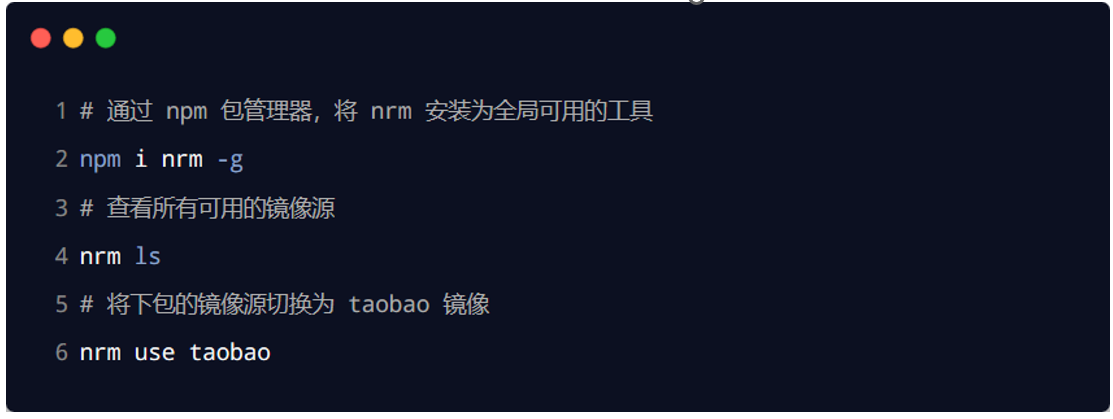 1 # 通过 npm 包管理器，将 nrm 安装为全局可用的工具
2 npm i nrm -g
3 # 查看所有可用的镜像源
4 nrm ls
5 # 将下包的镜像源切换为 taobao 镜像
6 nrm use taobao